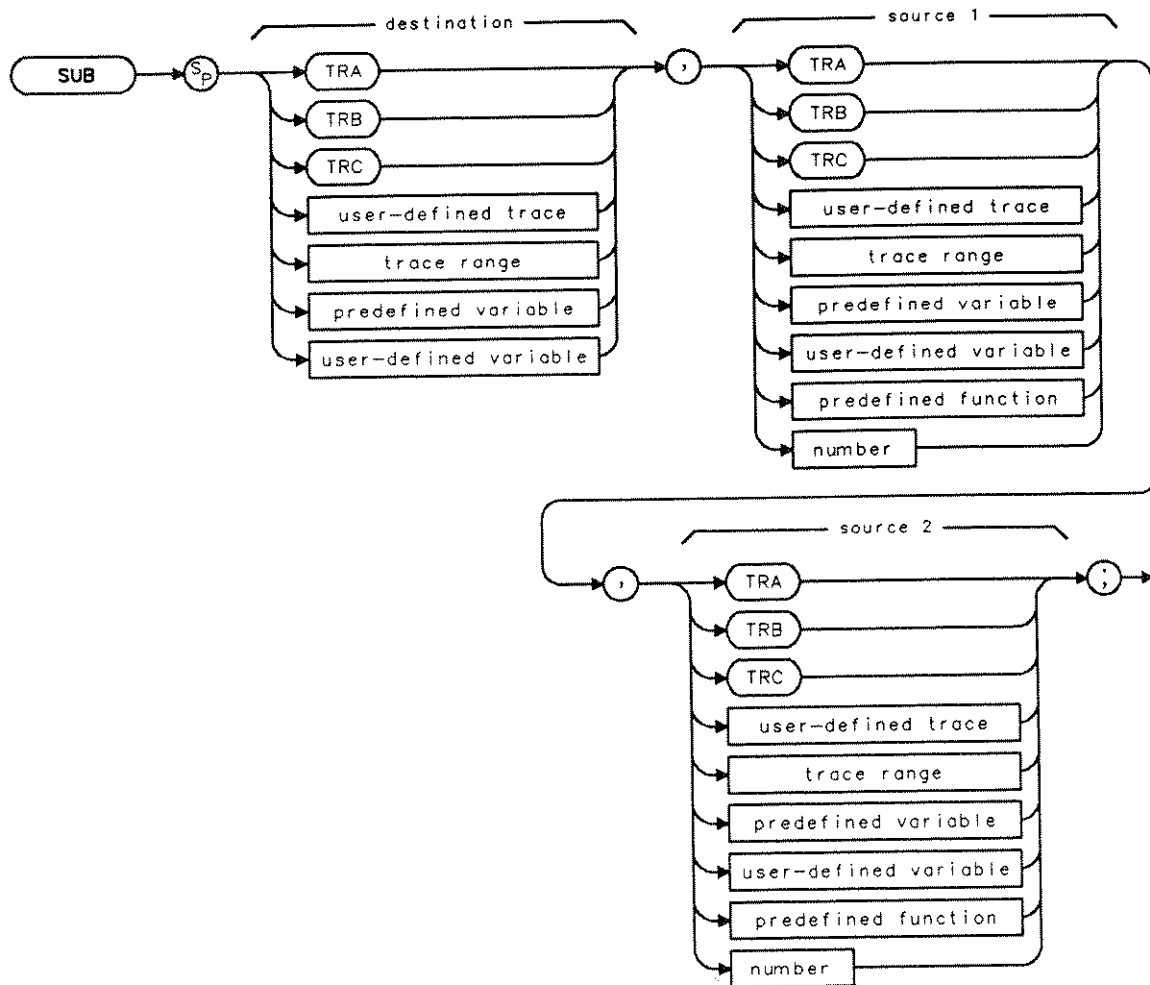 destination
SUB
SP
TRA
TRB
TRC
user-defined trace
trace range
predefined variable
user-defined variable
,
source 1
TRA
TRB
TRC
user-defined trace
trace range
predefined variable
user-defined variable
predefined function
number
source 2
,
TRA
TRB
TRC
user-defined trace
trace range
predefined variable
user-defined variable
predefined function
number
;